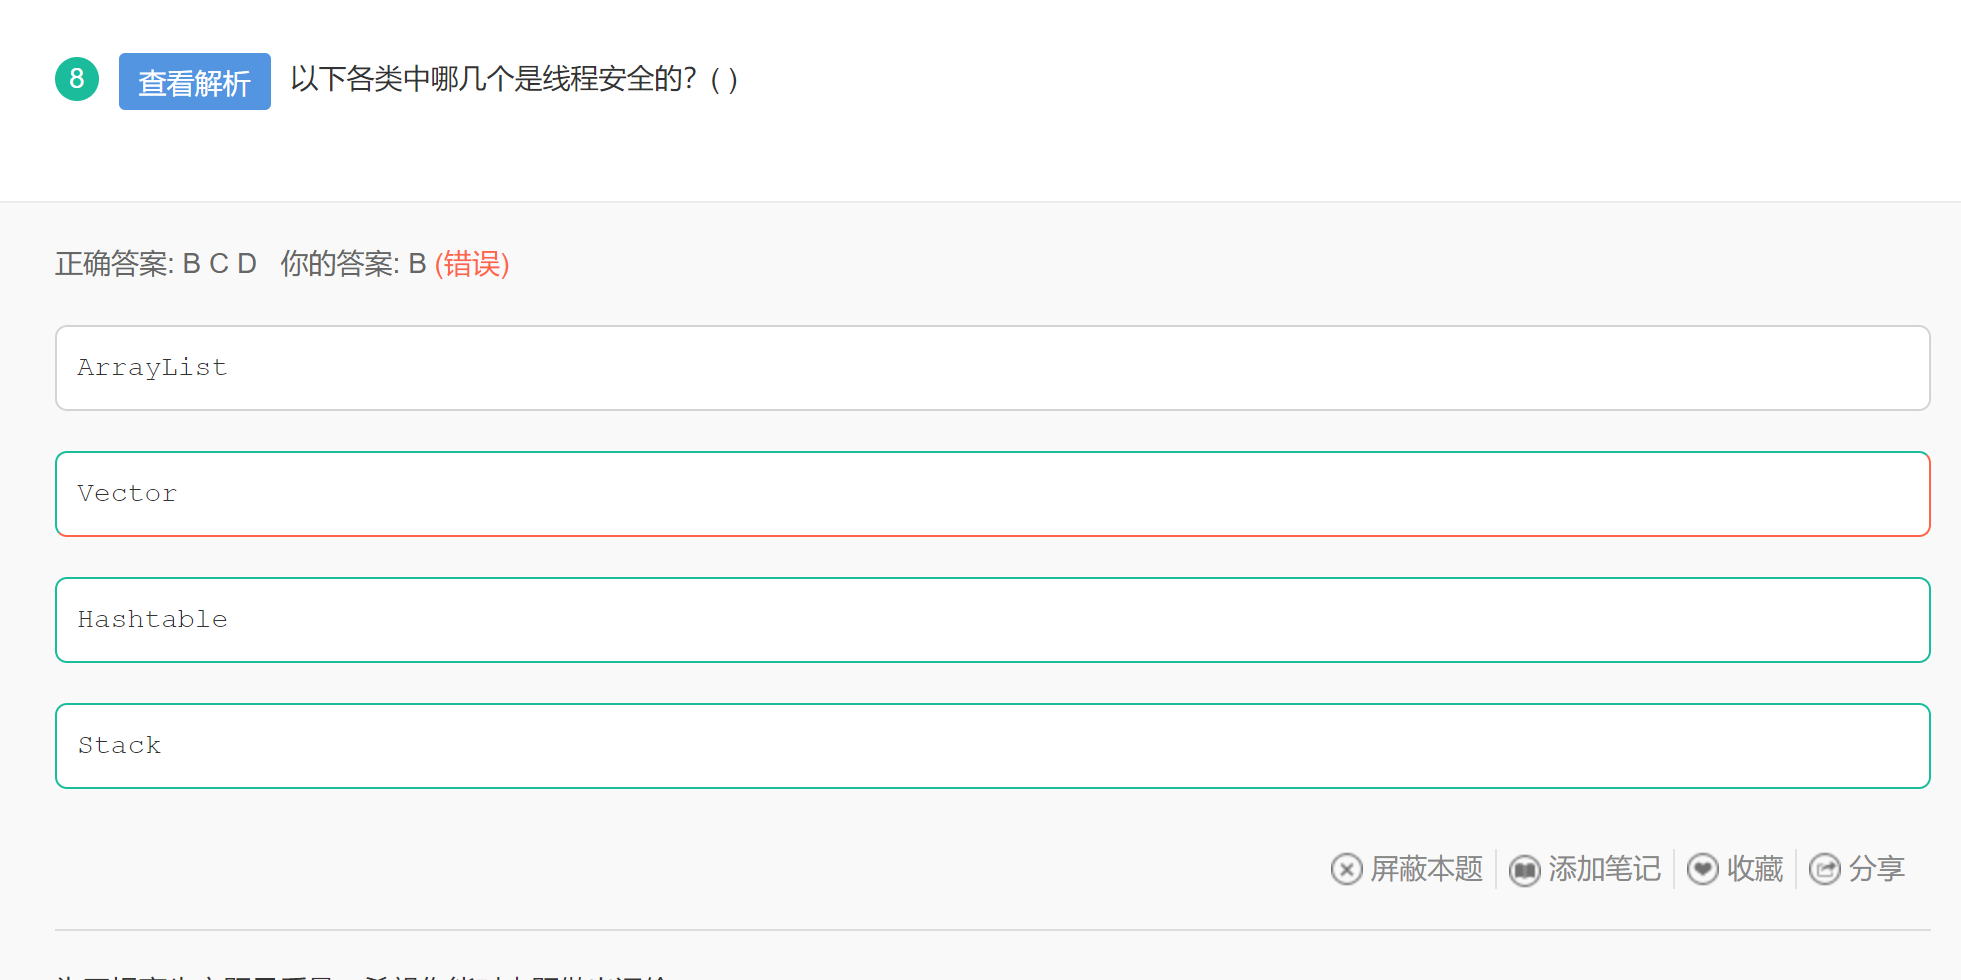 8 查看解析 以下各类中哪几个是线程安全的？( )
正确答案: B C D 你的答案: B (错误)
ArrayList
Vector
Hashtable
Stack
屏蔽本题 添加笔记 收藏 分享